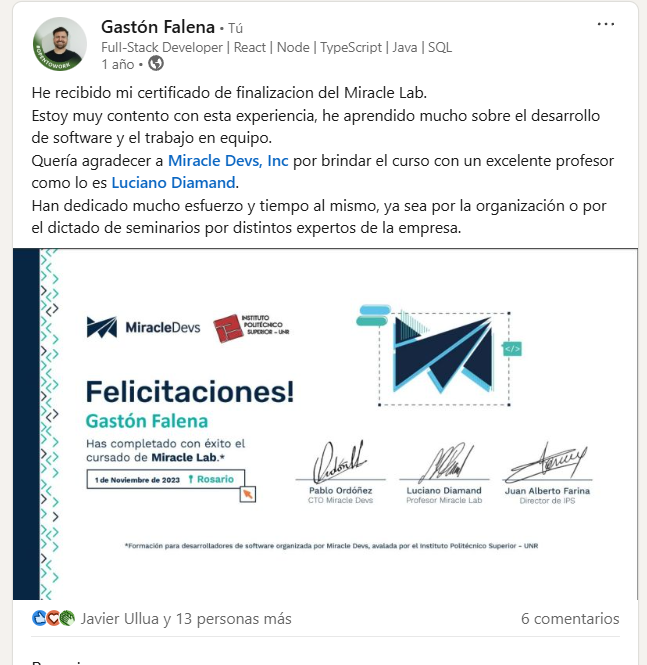 Gastón Falena • Tú
Full-Stack Developer | React | Node | TypeScript | Java | SQL
1 año •
#OPENTOWORK
He recibido mi certificado de finalizacion del Miracle Lab.
Estoy muy contento con esta experiencia, he aprendido mucho sobre el desarrollo
de software y el trabajo en equipo.
Quería agradecer a Miracle Devs, Inc por brindar el curso con un excelente profesor
como lo es Luciano Diamand.
Han dedicado mucho esfuerzo y tiempo al mismo, ya sea por la organización o por
el dictado de seminarios por distintos expertos de la empresa.
MiracleDevs
INSTITUTO
POLITÉCNICO
SUPERIOR - UNR
</>
Felicitaciones!
Gastón Falena
Has completado con éxito el
cursado de Miracle Lab.*
1 de Noviembre de 2023 Rosario
Pablo Ordóñez
CTO Miracle Devs
Luciano Diamand
Profesor Miracle Lab
Juan Alberto Farina
Director de IPS
*Formación para desarrolladores de software organizada por Miracle Devs, avalada por el Instituto Politécnico Superior - UNR
Javier Ullua y 13 personas más
6 comentarios